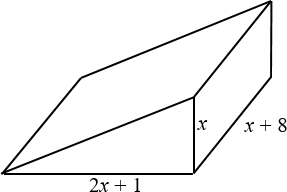 x
x + 8
2x + 1